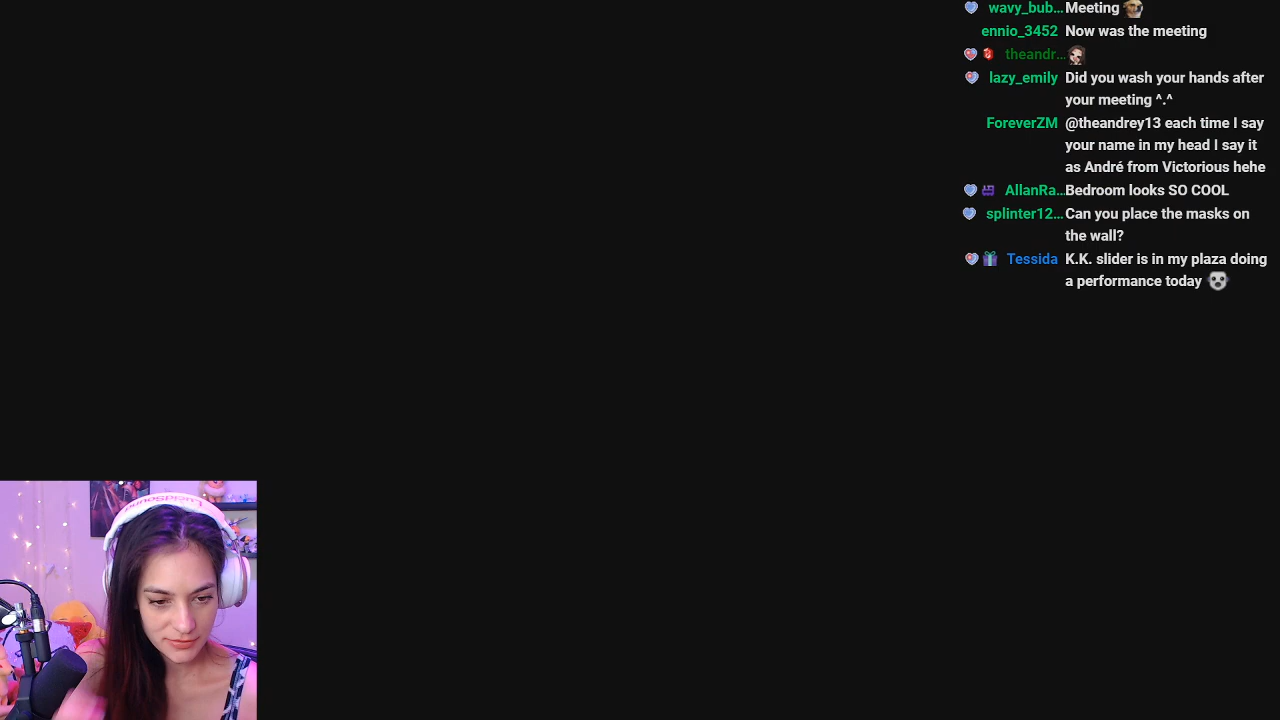 wavy_bub… Meeting
ennio_3452 Now was the meeting
theandr…
lazy_emily Did you wash your hands after
your meeting ^.^
ForeverZM @theandrey13 each time I say
your name in my head I say it
as André from Victorious hehe
AllanRa… Bedroom looks SO COOL
splinter12… Can you place the masks on
the wall?
Tessida K.K. slider is in my plaza doing
a performance today